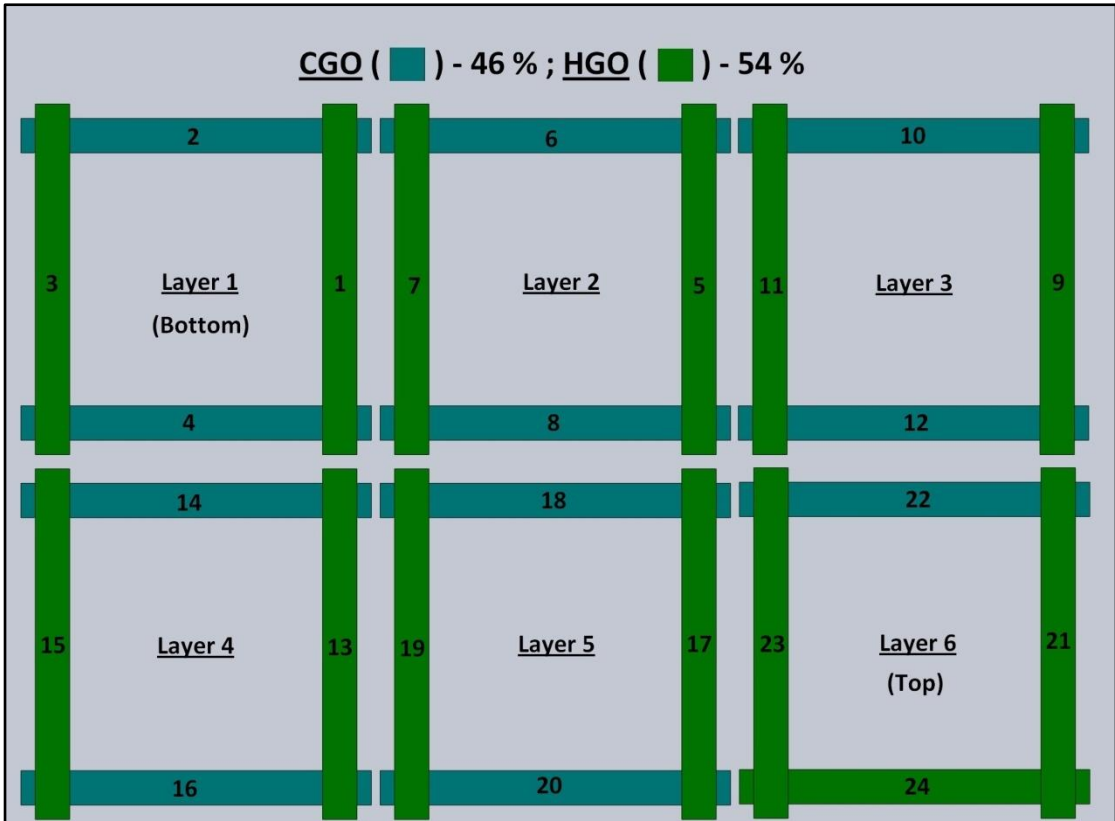 CGO ( ) - 46 % ; HGO ( ) - 54 %
2 6 10
3 Layer 1 1 7 Layer 2 5 11 Layer 3 9
(Bottom)
4 8 12
14 18 22
15 Layer 4 13 19 Layer 5 17 23 Layer 6 21
(Top)
16 20 24